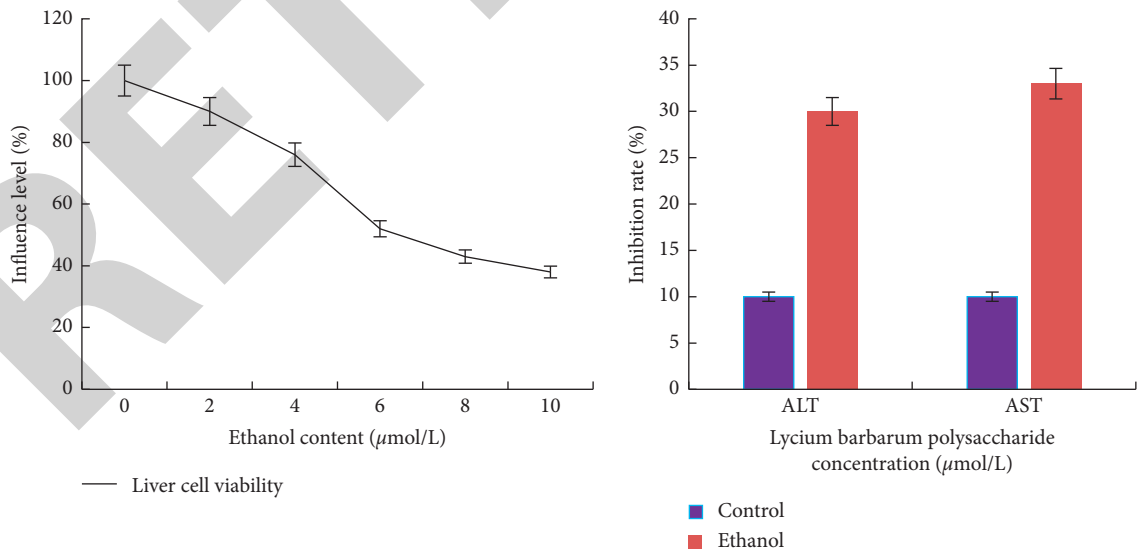 120
100
80
60
40
20
0
Influence level (%)
0 2 4 6 8 10
Ethanol content (μmol/L)
Liver cell viability
40
35
30
25
20
15
10
5
0
Inhibition rate (%)
ALT AST
Lycium barbarum polysaccharide
concentration (μmol/L)
Control
Ethanol
RET